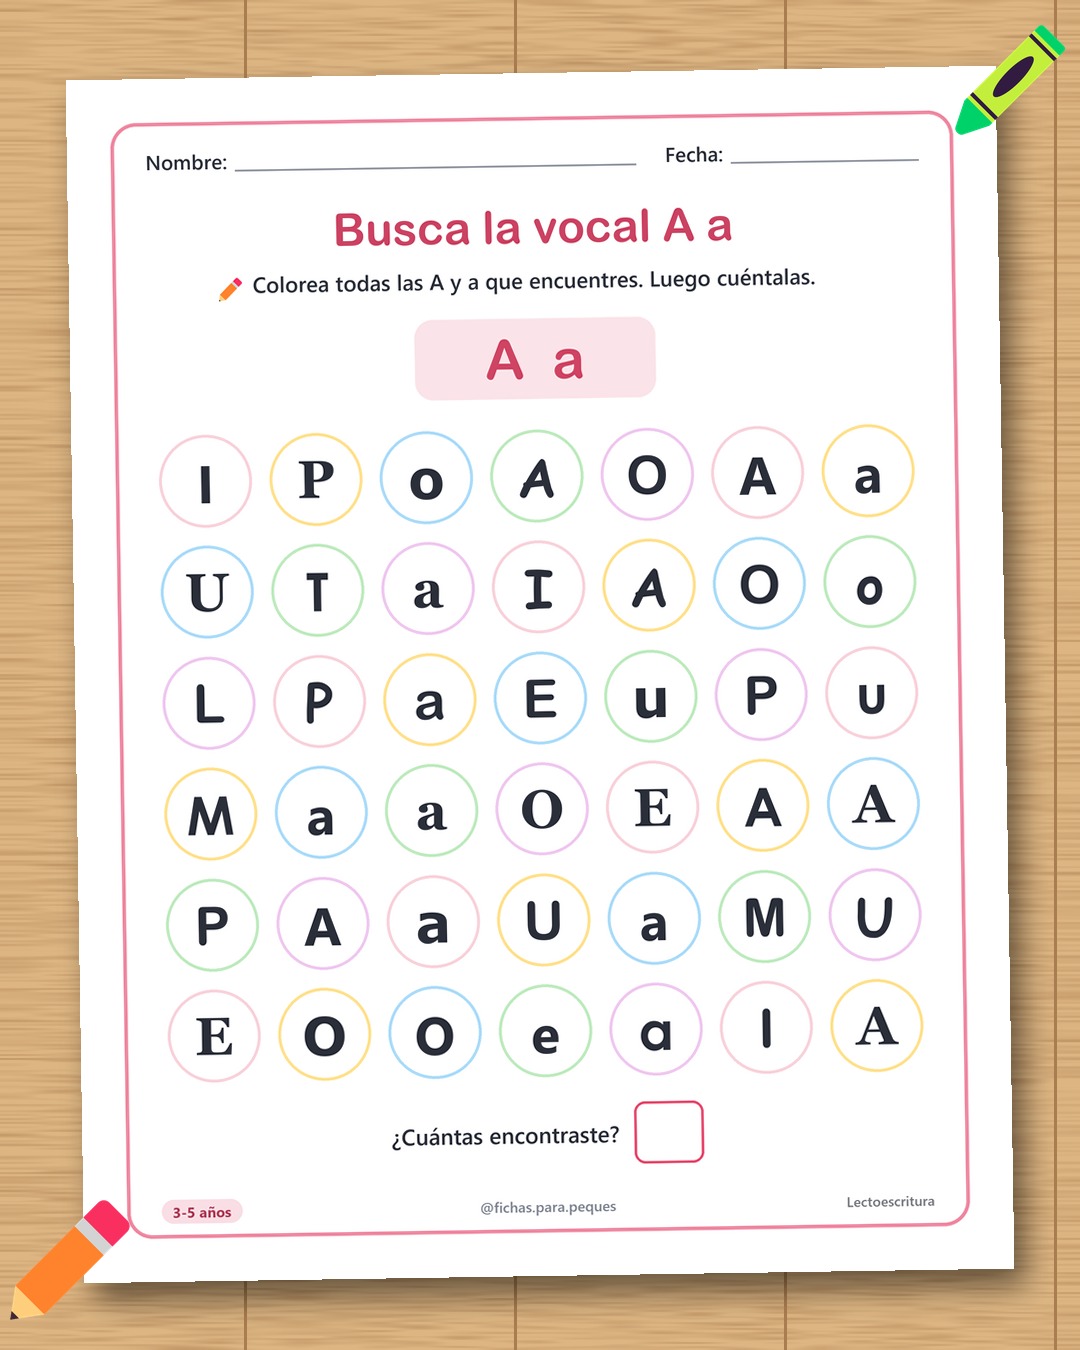 Nombre: Fecha:
Busca la vocal A a
Colorea todas las A y a que encuentres. Luego cuéntalas.
A a
I P o A O A a
U T a I A O o
L P a E u P u
M a a O E A A
P A a U a M U
E O O e a I A
¿Cuántas encontraste?
3-5 años @fichas.para.peques Lectoescritura